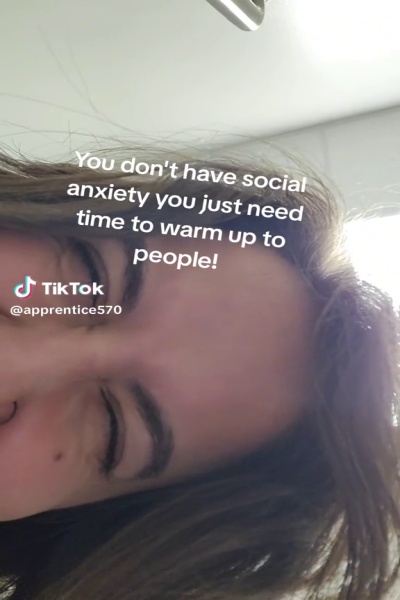 You don't have social
anxiety you just need
time to warm up to
people!
TikTok
@apprentice570